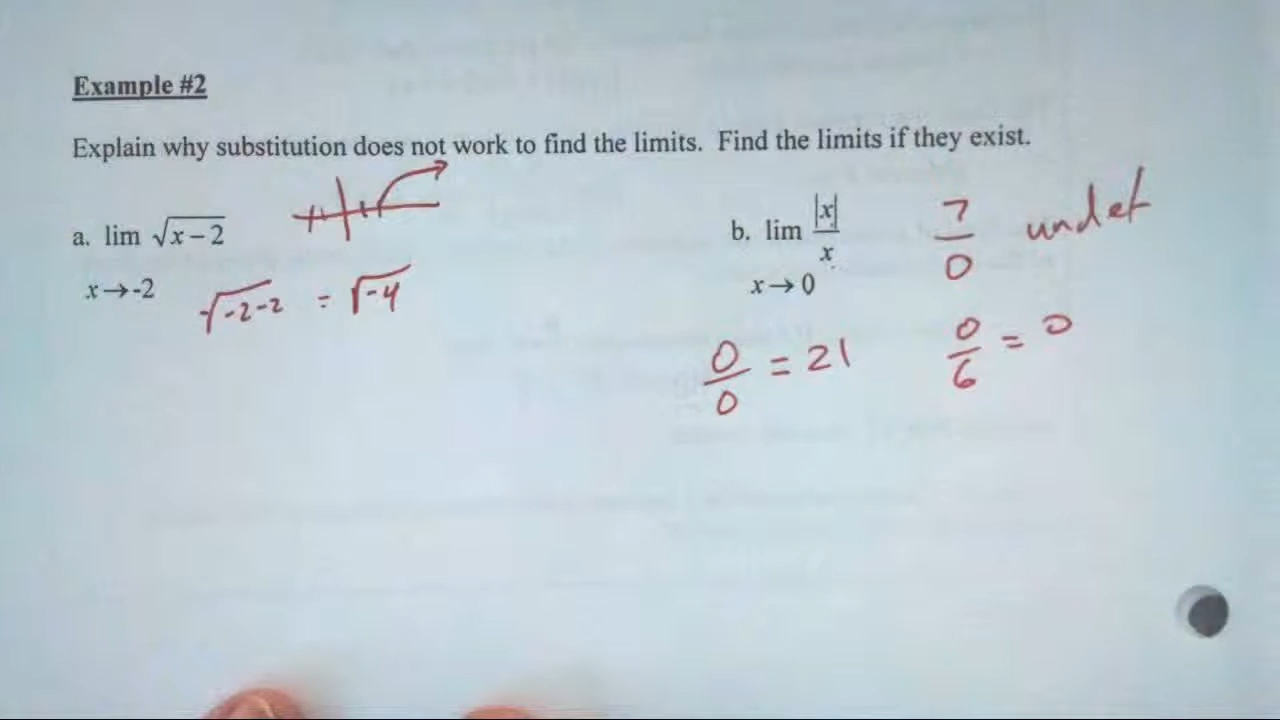 Example #2
Explain why substitution does not work to find the limits. Find the limits if they exist.
a. lim √x−2
x→-2
√-2-2 = √-4
b. lim |x|/x
x→0
7/0 undef
0/0 = 21
0/6 = 0